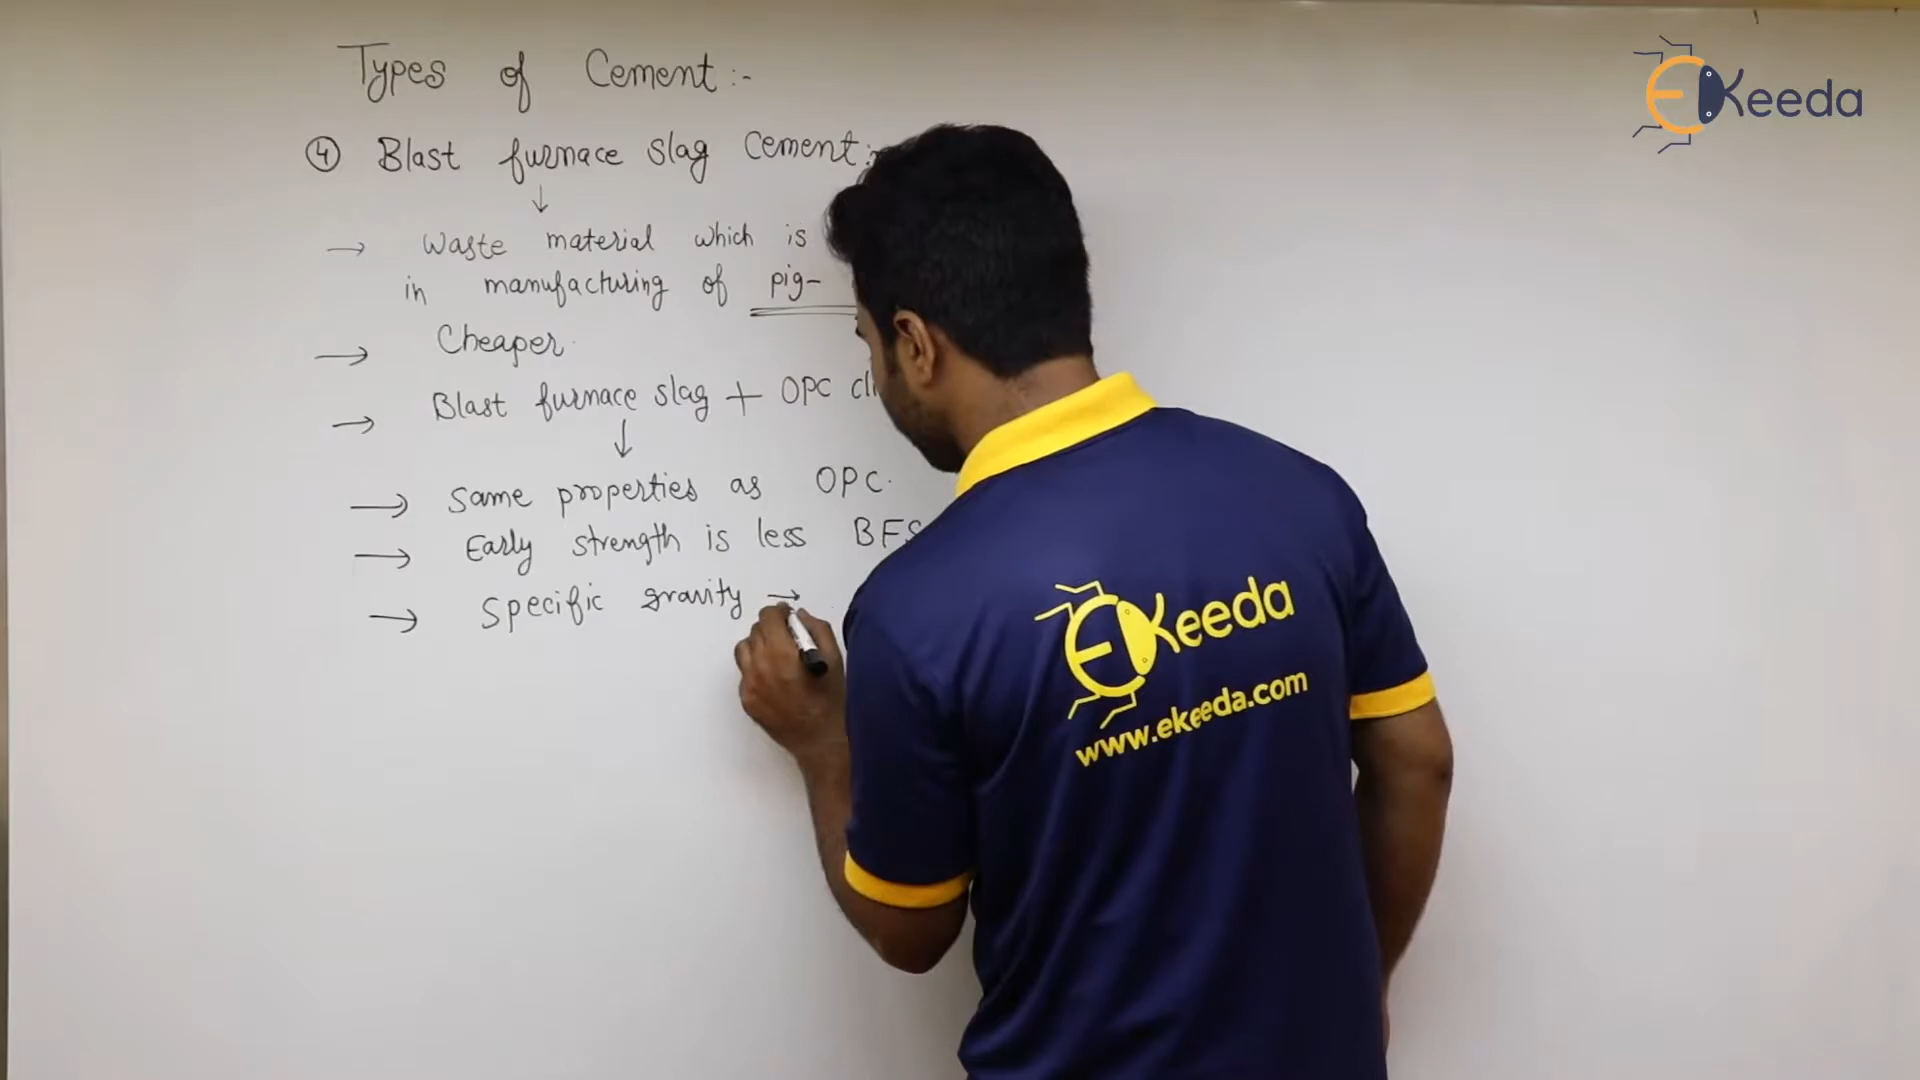 Types of Cement:-
④ Blast furnace slag Cement:-
↓
→ Waste material which is
in manufacturing of pig-
→ Cheaper.
→ Blast furnace slag + OPC
↓
→ Same properties as OPC.
→ Early strength is less BFS
→ Specific gravity →
EKeeda
EKeeda
www.ekeeda.com